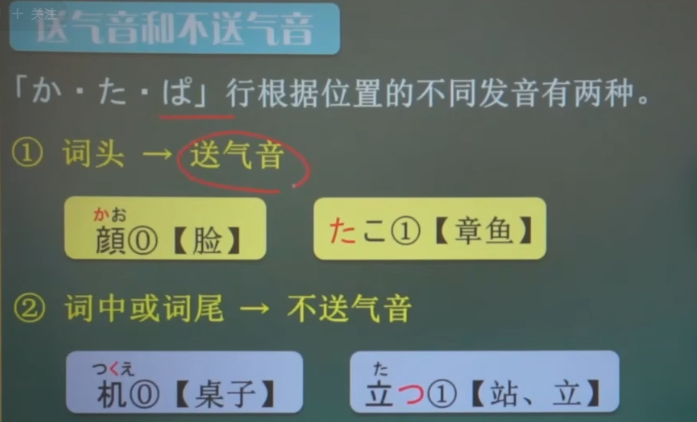 + 关注
送气音和不送气音
「か・た・ぱ」行根据位置的不同发音有两种。
① 词头 → 送气音
かお
顔⓪【脸】
たこ①【章鱼】
② 词中或词尾 → 不送气音
つくえ
机⓪【桌子】
た
立つ①【站、立】